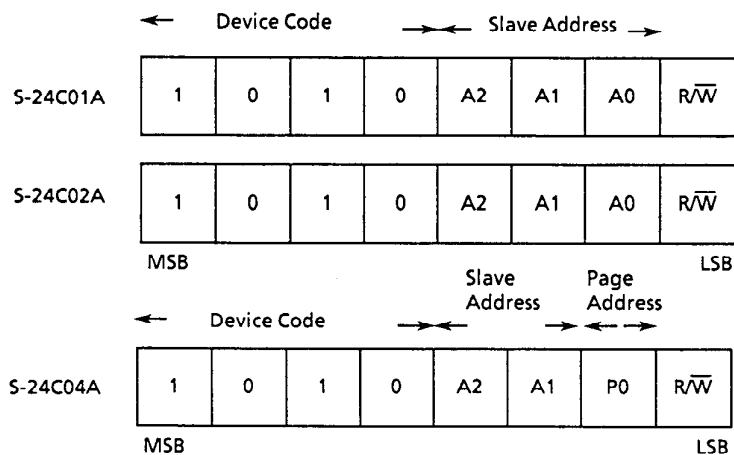 Device Code Slave Address
S-24C01A 1 0 1 0 A2 A1 A0 R/W̅
S-24C02A 1 0 1 0 A2 A1 A0 R/W̅
MSB LSB
Slave Address Page Address
Device Code
S-24C04A 1 0 1 0 A2 A1 P0 R/W̅
MSB LSB